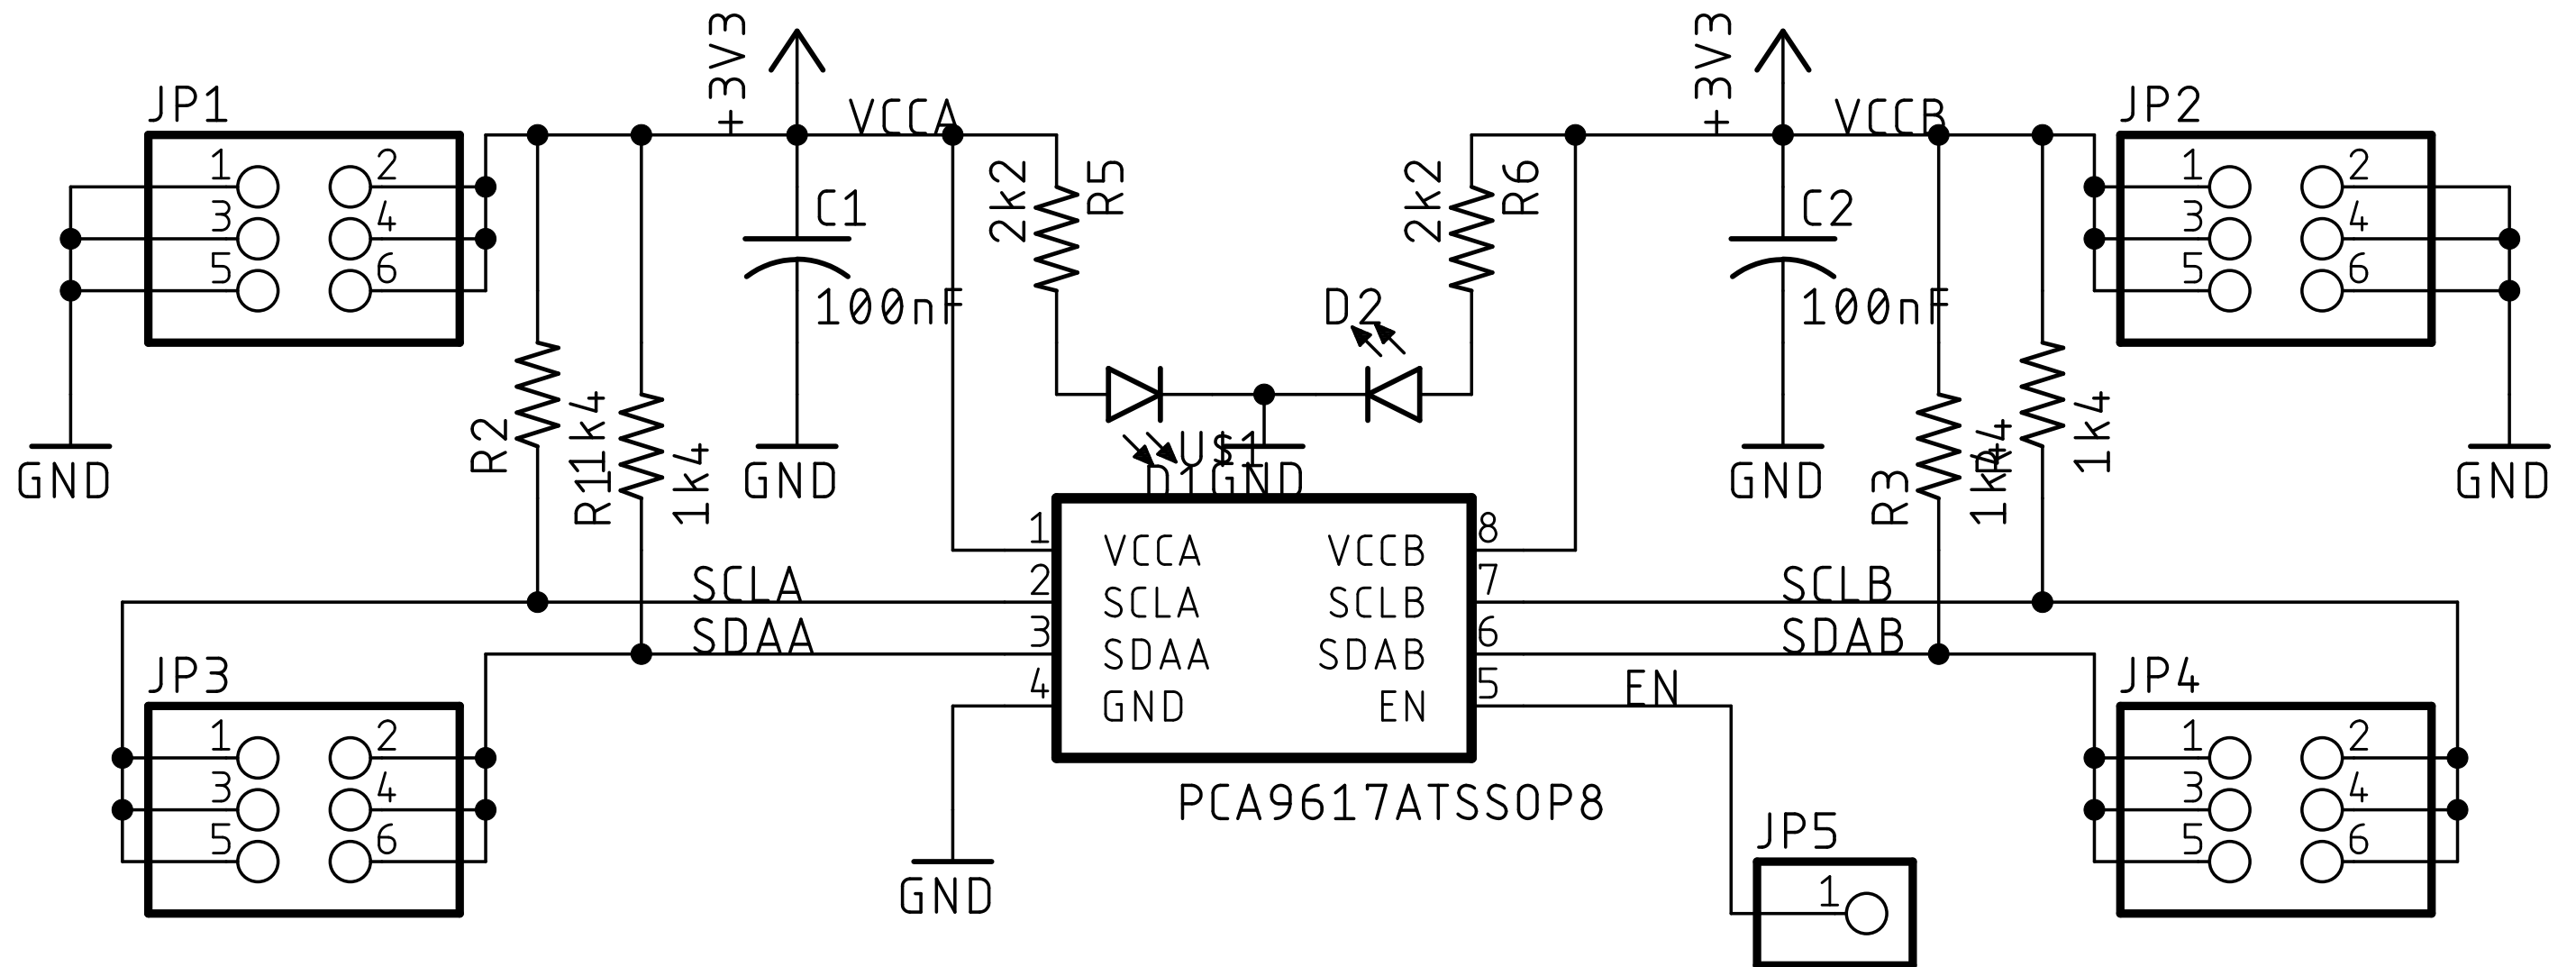 +3V3
+3V3
JP1
VCCA
VCCB
JP2
1 2
3 4
5 6
2k2
R5
2k2
R6
1 2
3 4
5 6
C1
100nF
C2
100nF
D2
R2
1k4
R1
1k4
D1
U$1
R3
1k4
R4
1k4
GND
GND
GND
GND
GND
1 VCCA VCCB 8
2 SCLA SCLB 7
3 SDAA SDAB 6
4 GND EN 5
SCLA
SCLB
SDAA
SDAB
EN
JP3
JP4
1 2
3 4
5 6
1 2
3 4
5 6
PCA9617ATSSOP8
JP5
1
GND